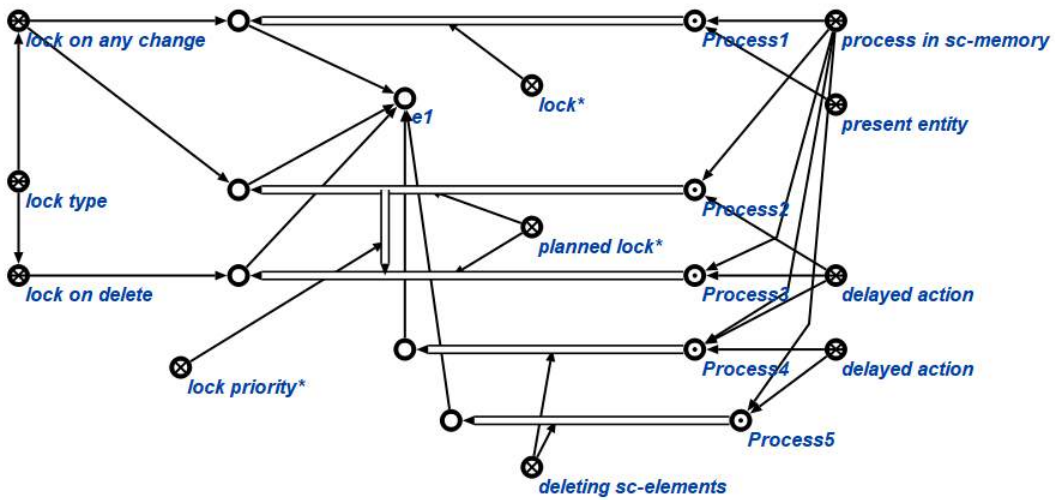 lock on any change
Process1
process in sc-memory
lock*
e1
present entity
lock type
Process2
planned lock*
lock on delete
Process3
delayed action
lock priority*
Process4
delayed action
Process5
deleting sc-elements